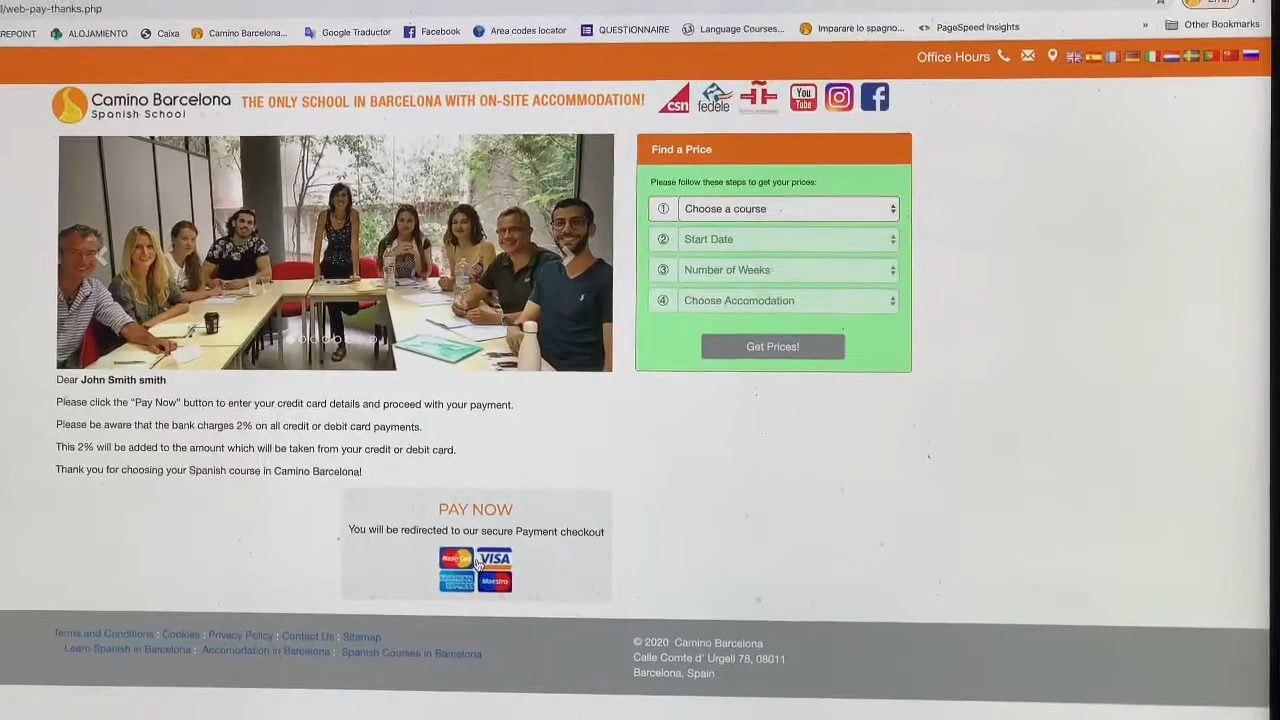 /web-pay-thanks.php
Error
REPOINT ALOJAMIENTO Caixa Camino Barcelona... Google Traductor Facebook Area codes locator QUESTIONNAIRE Language Courses... Imparare lo spagno... PageSpeed Insights » Other Bookmarks
Office Hours
Camino Barcelona
Spanish School
THE ONLY SCHOOL IN BARCELONA WITH ON-SITE ACCOMMODATION!
csn
fedele
You
Tube
Find a Price
Please follow these steps to get your prices:
1 Choose a course
2 Start Date
3 Number of Weeks
4 Choose Accomodation
Get Prices!
Dear John Smith smith
Please click the "Pay Now" button to enter your credit card details and proceed with your payment.
Please be aware that the bank charges 2% on all credit or debit card payments.
This 2% will be added to the amount which will be taken from your credit or debit card.
Thank you for choosing your Spanish course in Camino Barcelona!
PAY NOW
You will be redirected to our secure Payment checkout
MasterCard VISA
AMERICAN EXPRESS Maestro
Terms and Conditions : Cookies : Privacy Policy : Contact Us : Sitemap
Learn Spanish in Barcelona : Accomodation in Barcelona : Spanish Courses in Barcelona
© 2020 Camino Barcelona
Calle Comte d' Urgell 78, 08011
Barcelona, Spain